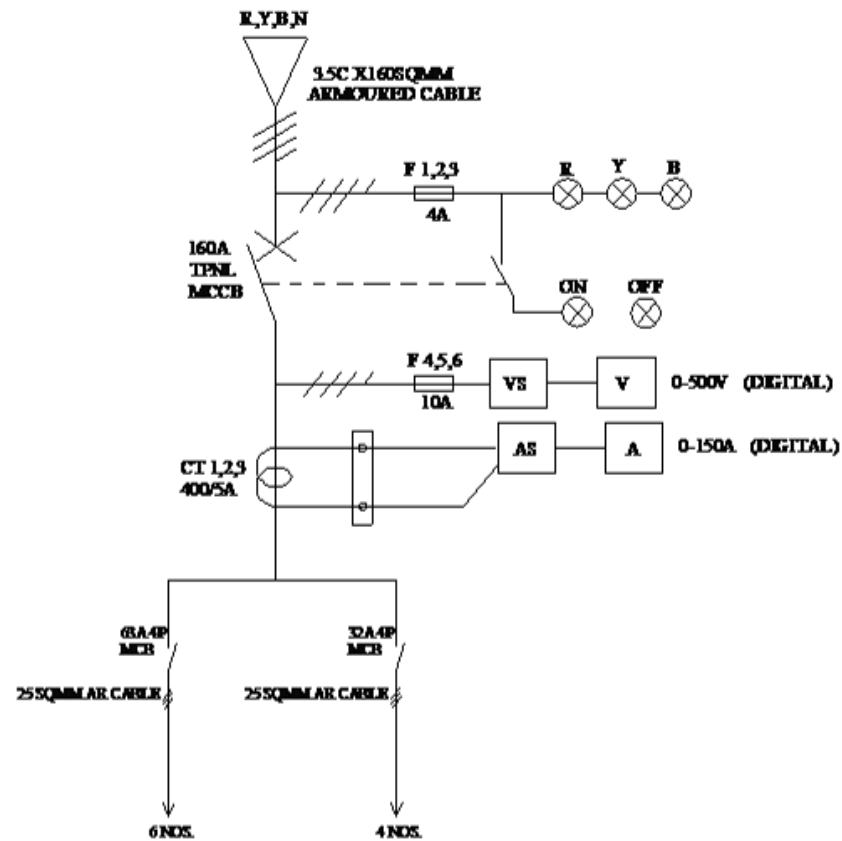 R,Y,B,N
3.5C X160SQMM
ARMOURED CABLE
F 1,2,3
4A
R
Y
B
160A
TPNL
MCCB
ON
OFF
F 4,5,6
10A
VS
V
0-500V (DIGITAL)
AS
A
0-150A (DIGITAL)
CT 1,2,3
400/5A
63A4P
MCB
32A4P
MCB
25SQMM.AR CABLE
25SQMM.AR CABLE
6 NOS.
4 NOS.